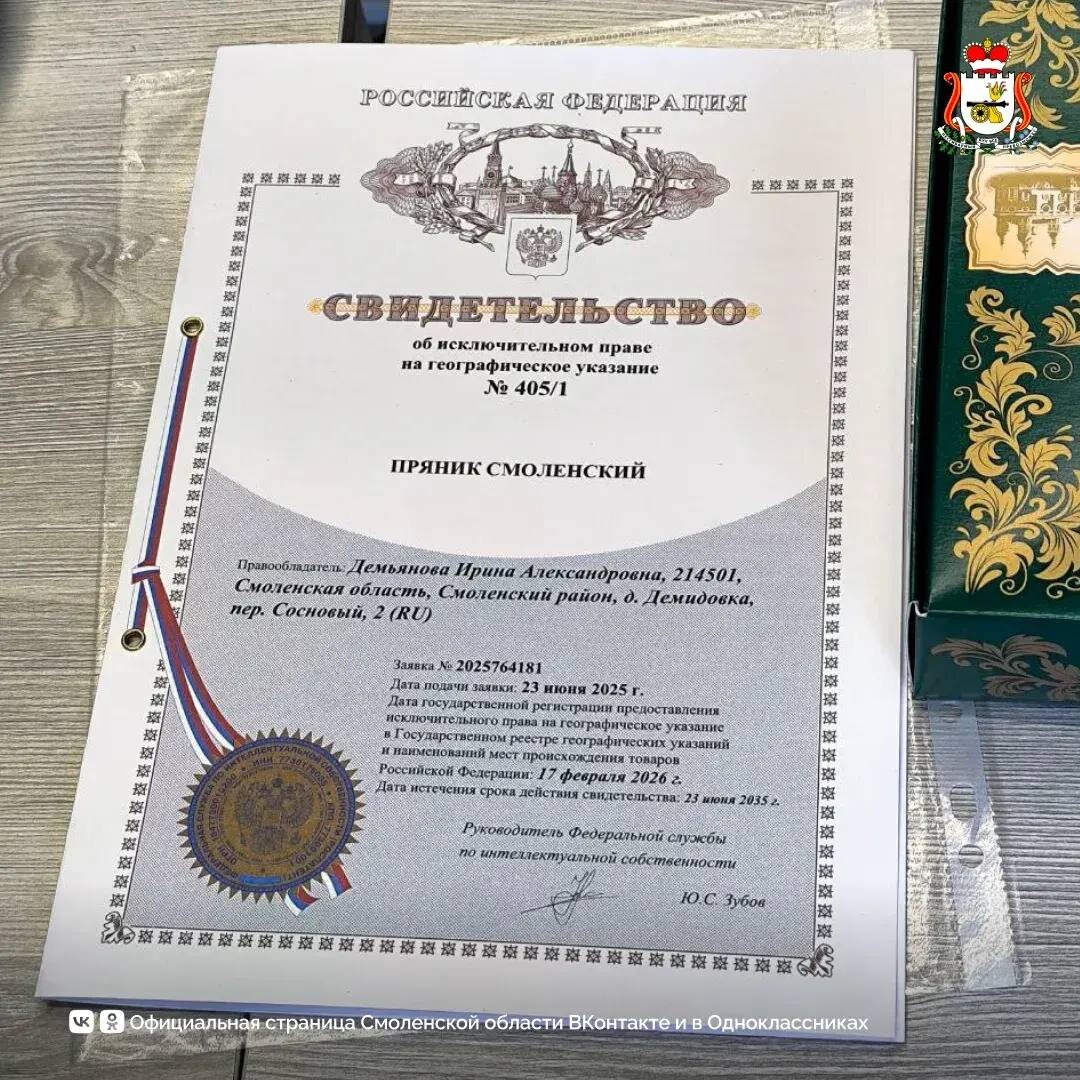 РОССИЙСКАЯ ФЕДЕРАЦИЯ
СВИДЕТЕЛЬСТВО
об исключительном праве
на географическое указание
№ 405/1
ПРЯНИК СМОЛЕНСКИЙ
Правообладатель: Демьянова Ирина Александровна, 214501,
Смоленская область, Смоленский район, д. Демидовка,
пер. Сосновый, 2 (RU)
Заявка № 2025764181
Дата подачи заявки: 23 июня 2025 г.
Дата государственной регистрации предоставления
исключительного права на географическое указание
в Государственном реестре географических указаний
и наименований мест происхождения товаров
Российской Федерации: 17 февраля 2026 г.
Дата истечения срока действия свидетельства: 23 июня 2035 г.
Руководитель Федеральной службы
по интеллектуальной собственности
Ю.С. Зубов
Официальная страница Смоленской области ВКонтакте и в Одноклассниках